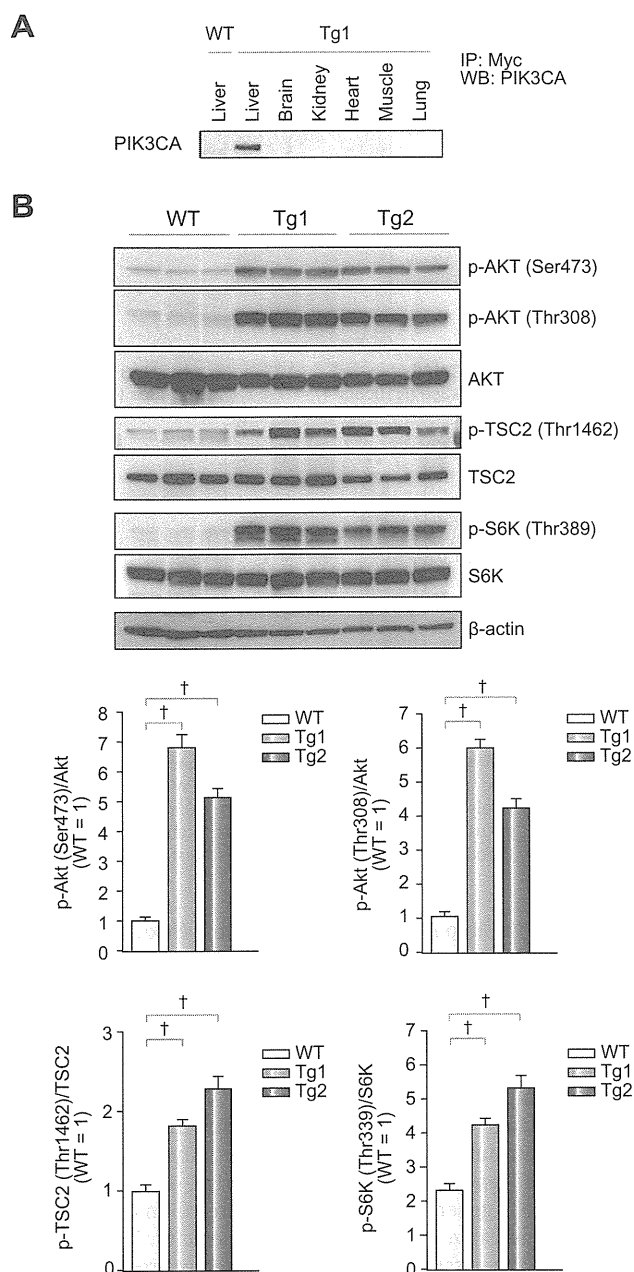 A
WT Tg1
IP: Myc
WB: PIK3CA
Liver Liver Brain Kidney Heart Muscle Lung
PIK3CA
B
WT Tg1 Tg2
p-AKT (Ser473)
p-AKT (Thr308)
AKT
p-TSC2 (Thr1462)
TSC2
p-S6K (Thr389)
S6K
β-actin
p-Akt (Ser473)/Akt
(WT = 1)
8
7
6
5
4
3
2
1
0
†
†
WT
Tg1
Tg2
p-Akt (Thr308)/Akt
(WT = 1)
7
6
5
4
3
2
1
0
†
†
WT
Tg1
Tg2
p-TSC2 (Thr1462)/TSC2
(WT = 1)
3
2
1
0
†
†
WT
Tg1
Tg2
p-S6K (Thr339)/S6K
(WT = 1)
7
6
5
4
3
2
1
0
†
†
WT
Tg1
Tg2